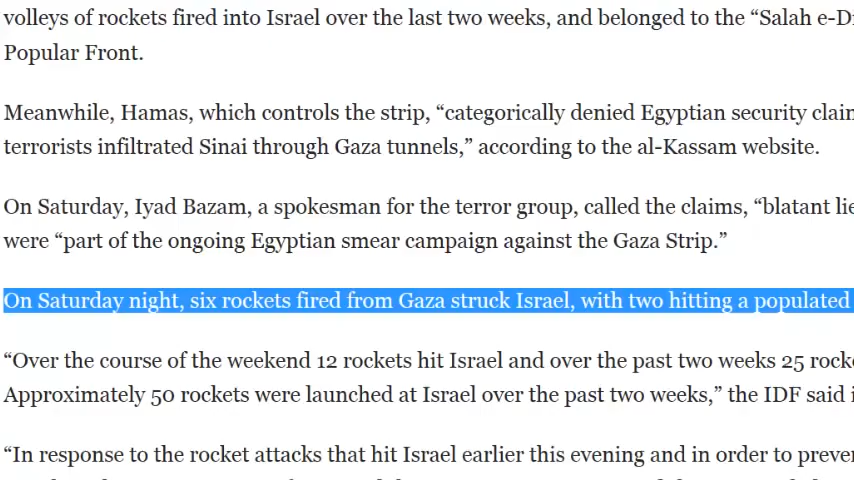 volleys of rockets fired into Israel over the last two weeks, and belonged to the “Salah
Popular Front.
Meanwhile, Hamas, which controls the strip, “categorically denied Egyptian security
terrorists infiltrated Sinai through Gaza tunnels,” according to the al-Kassam website.
On Saturday, Iyad Bazam, a spokesman for the terror group, called the claims, “blatant
were “part of the ongoing Egyptian smear campaign against the Gaza Strip.”
On Saturday night, six rockets fired from Gaza struck Israel, with two hitting a populated
“Over the course of the weekend 12 rockets hit Israel and over the past two weeks 25
Approximately 50 rockets were launched at Israel over the past two weeks,” the IDF said
“In response to the rocket attacks that hit Israel earlier this evening and in order to